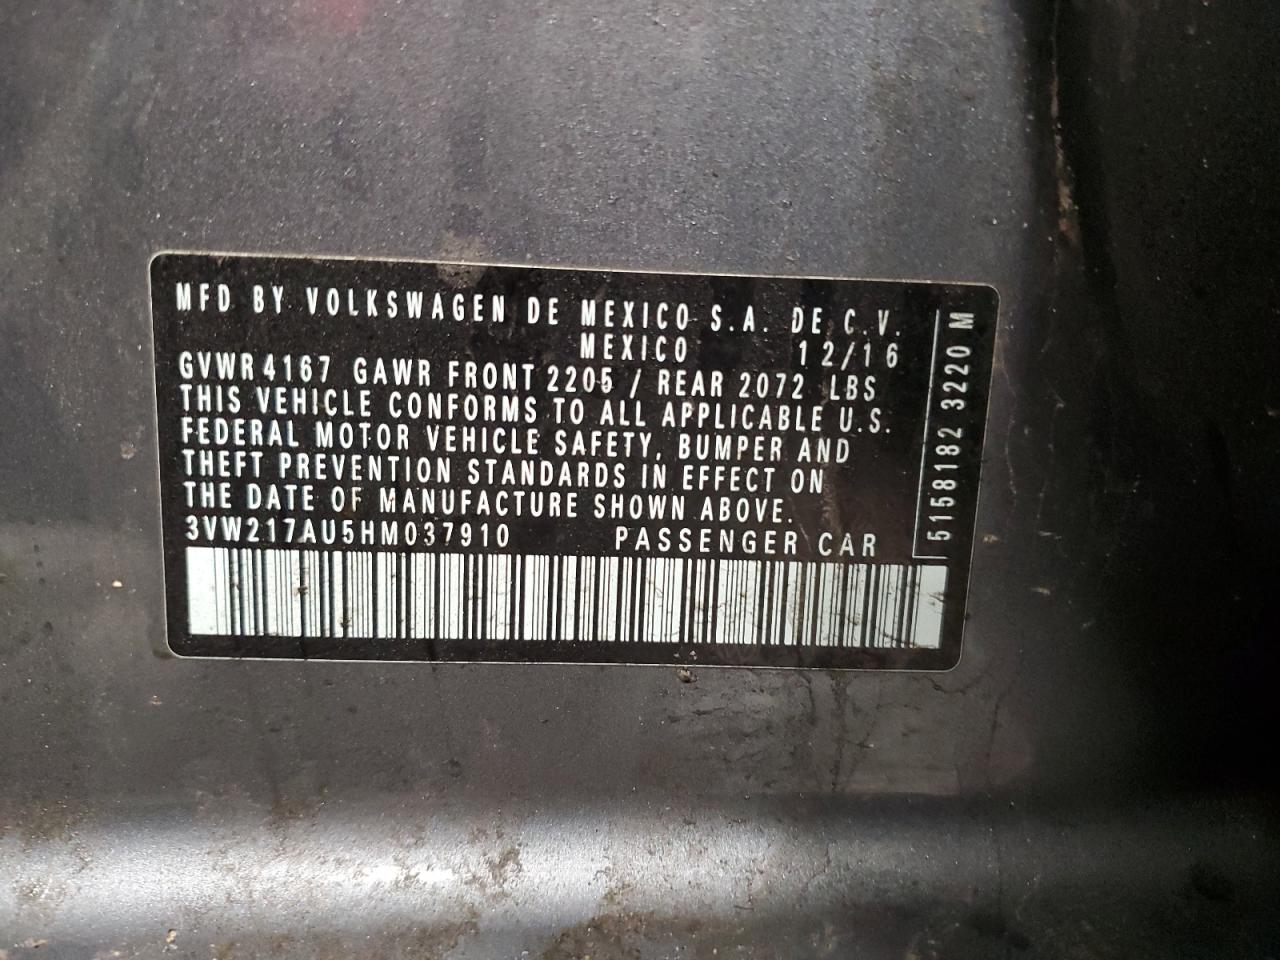 MFD BY VOLKSWAGEN DE MEXICO S.A. DE C.V.
MEXICO 12/16
GVWR 4167 GAWR FRONT 2205 / REAR 2072 LBS
THIS VEHICLE CONFORMS TO ALL APPLICABLE U.S.
FEDERAL MOTOR VEHICLE SAFETY, BUMPER AND
THEFT PREVENTION STANDARDS IN EFFECT ON
THE DATE OF MANUFACTURE SHOWN ABOVE.
3VW217AU5HM037910 PASSENGER CAR
5158182 3220 M